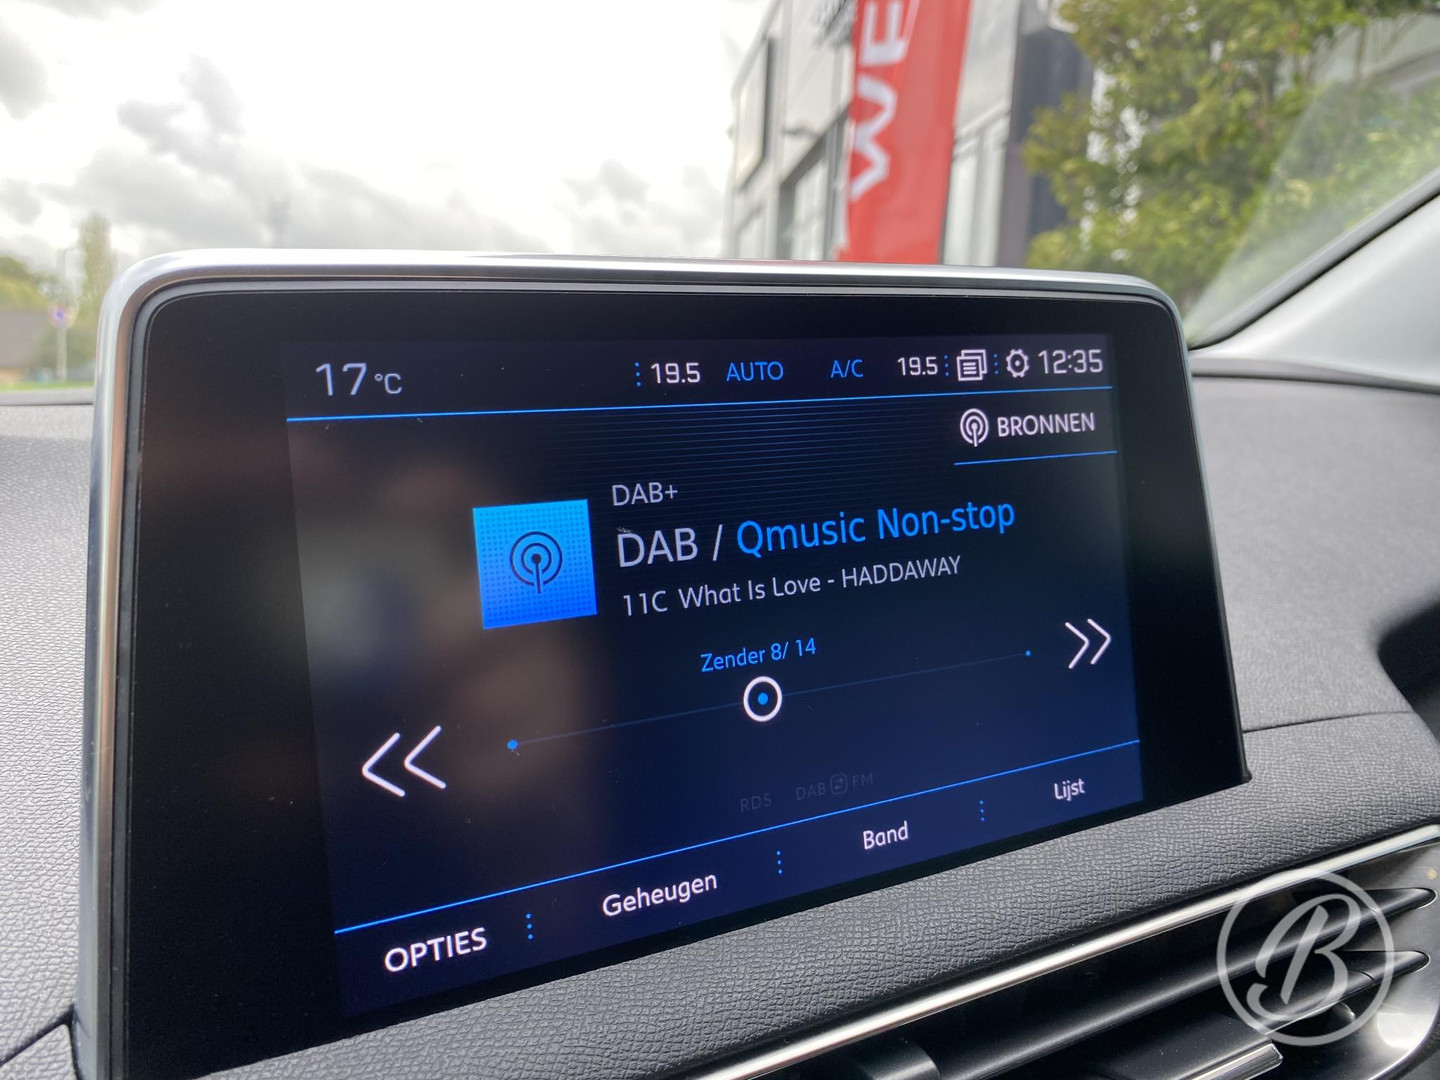 WE
17 °C 19.5 AUTO A/C 19.5 12:35
BRONNEN
DAB+
DAB / Qmusic Non-stop
11C What Is Love - HADDAWAY
Zender 8/ 14
RDS DAB FM
OPTIES Geheugen Band Lijst
B